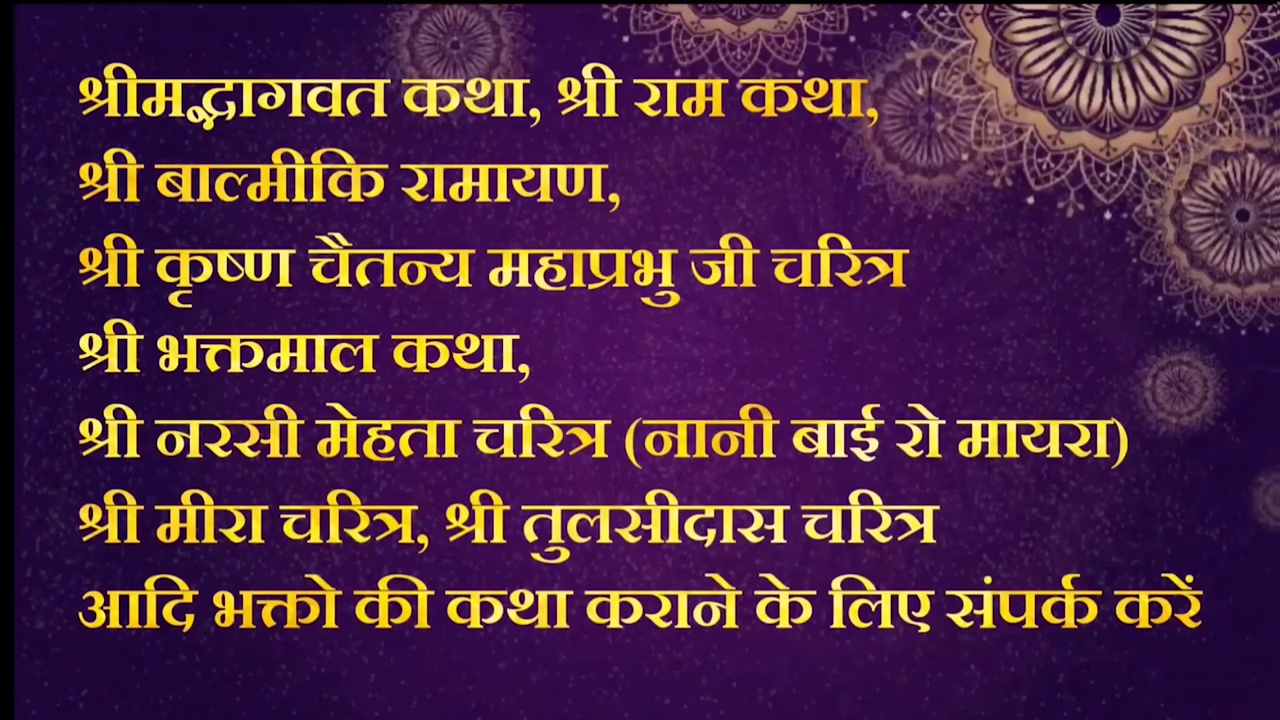 श्रीमद्भागवत कथा, श्री राम कथा,
श्री बाल्मीकि रामायण,
श्री कृष्ण चैतन्य महाप्रभु जी चरित्र
श्री भक्तमाल कथा,
श्री नरसी मेहता चरित्र (नानी बाई रो मायरा)
श्री मीरा चरित्र, श्री तुलसीदास चरित्र
आदि भक्तो की कथा कराने के लिए संपर्क करें